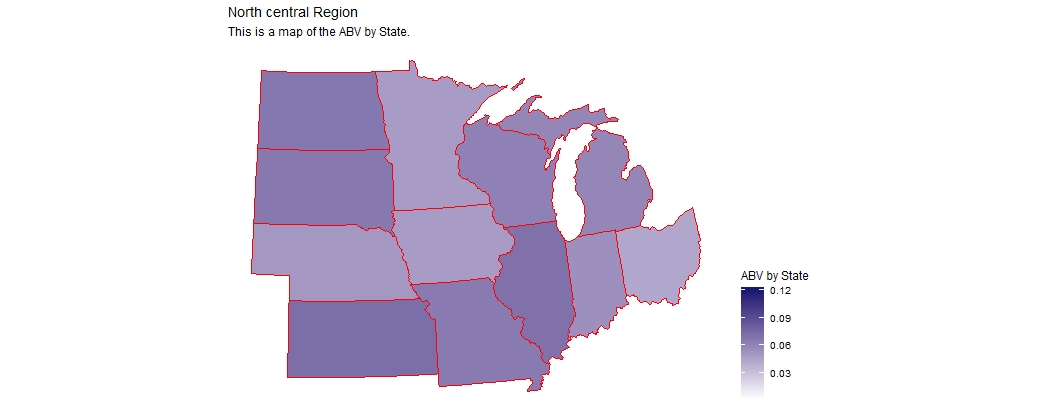 North central Region
This is a map of the ABV by State.
ABV by State
0.12
0.09
0.06
0.03